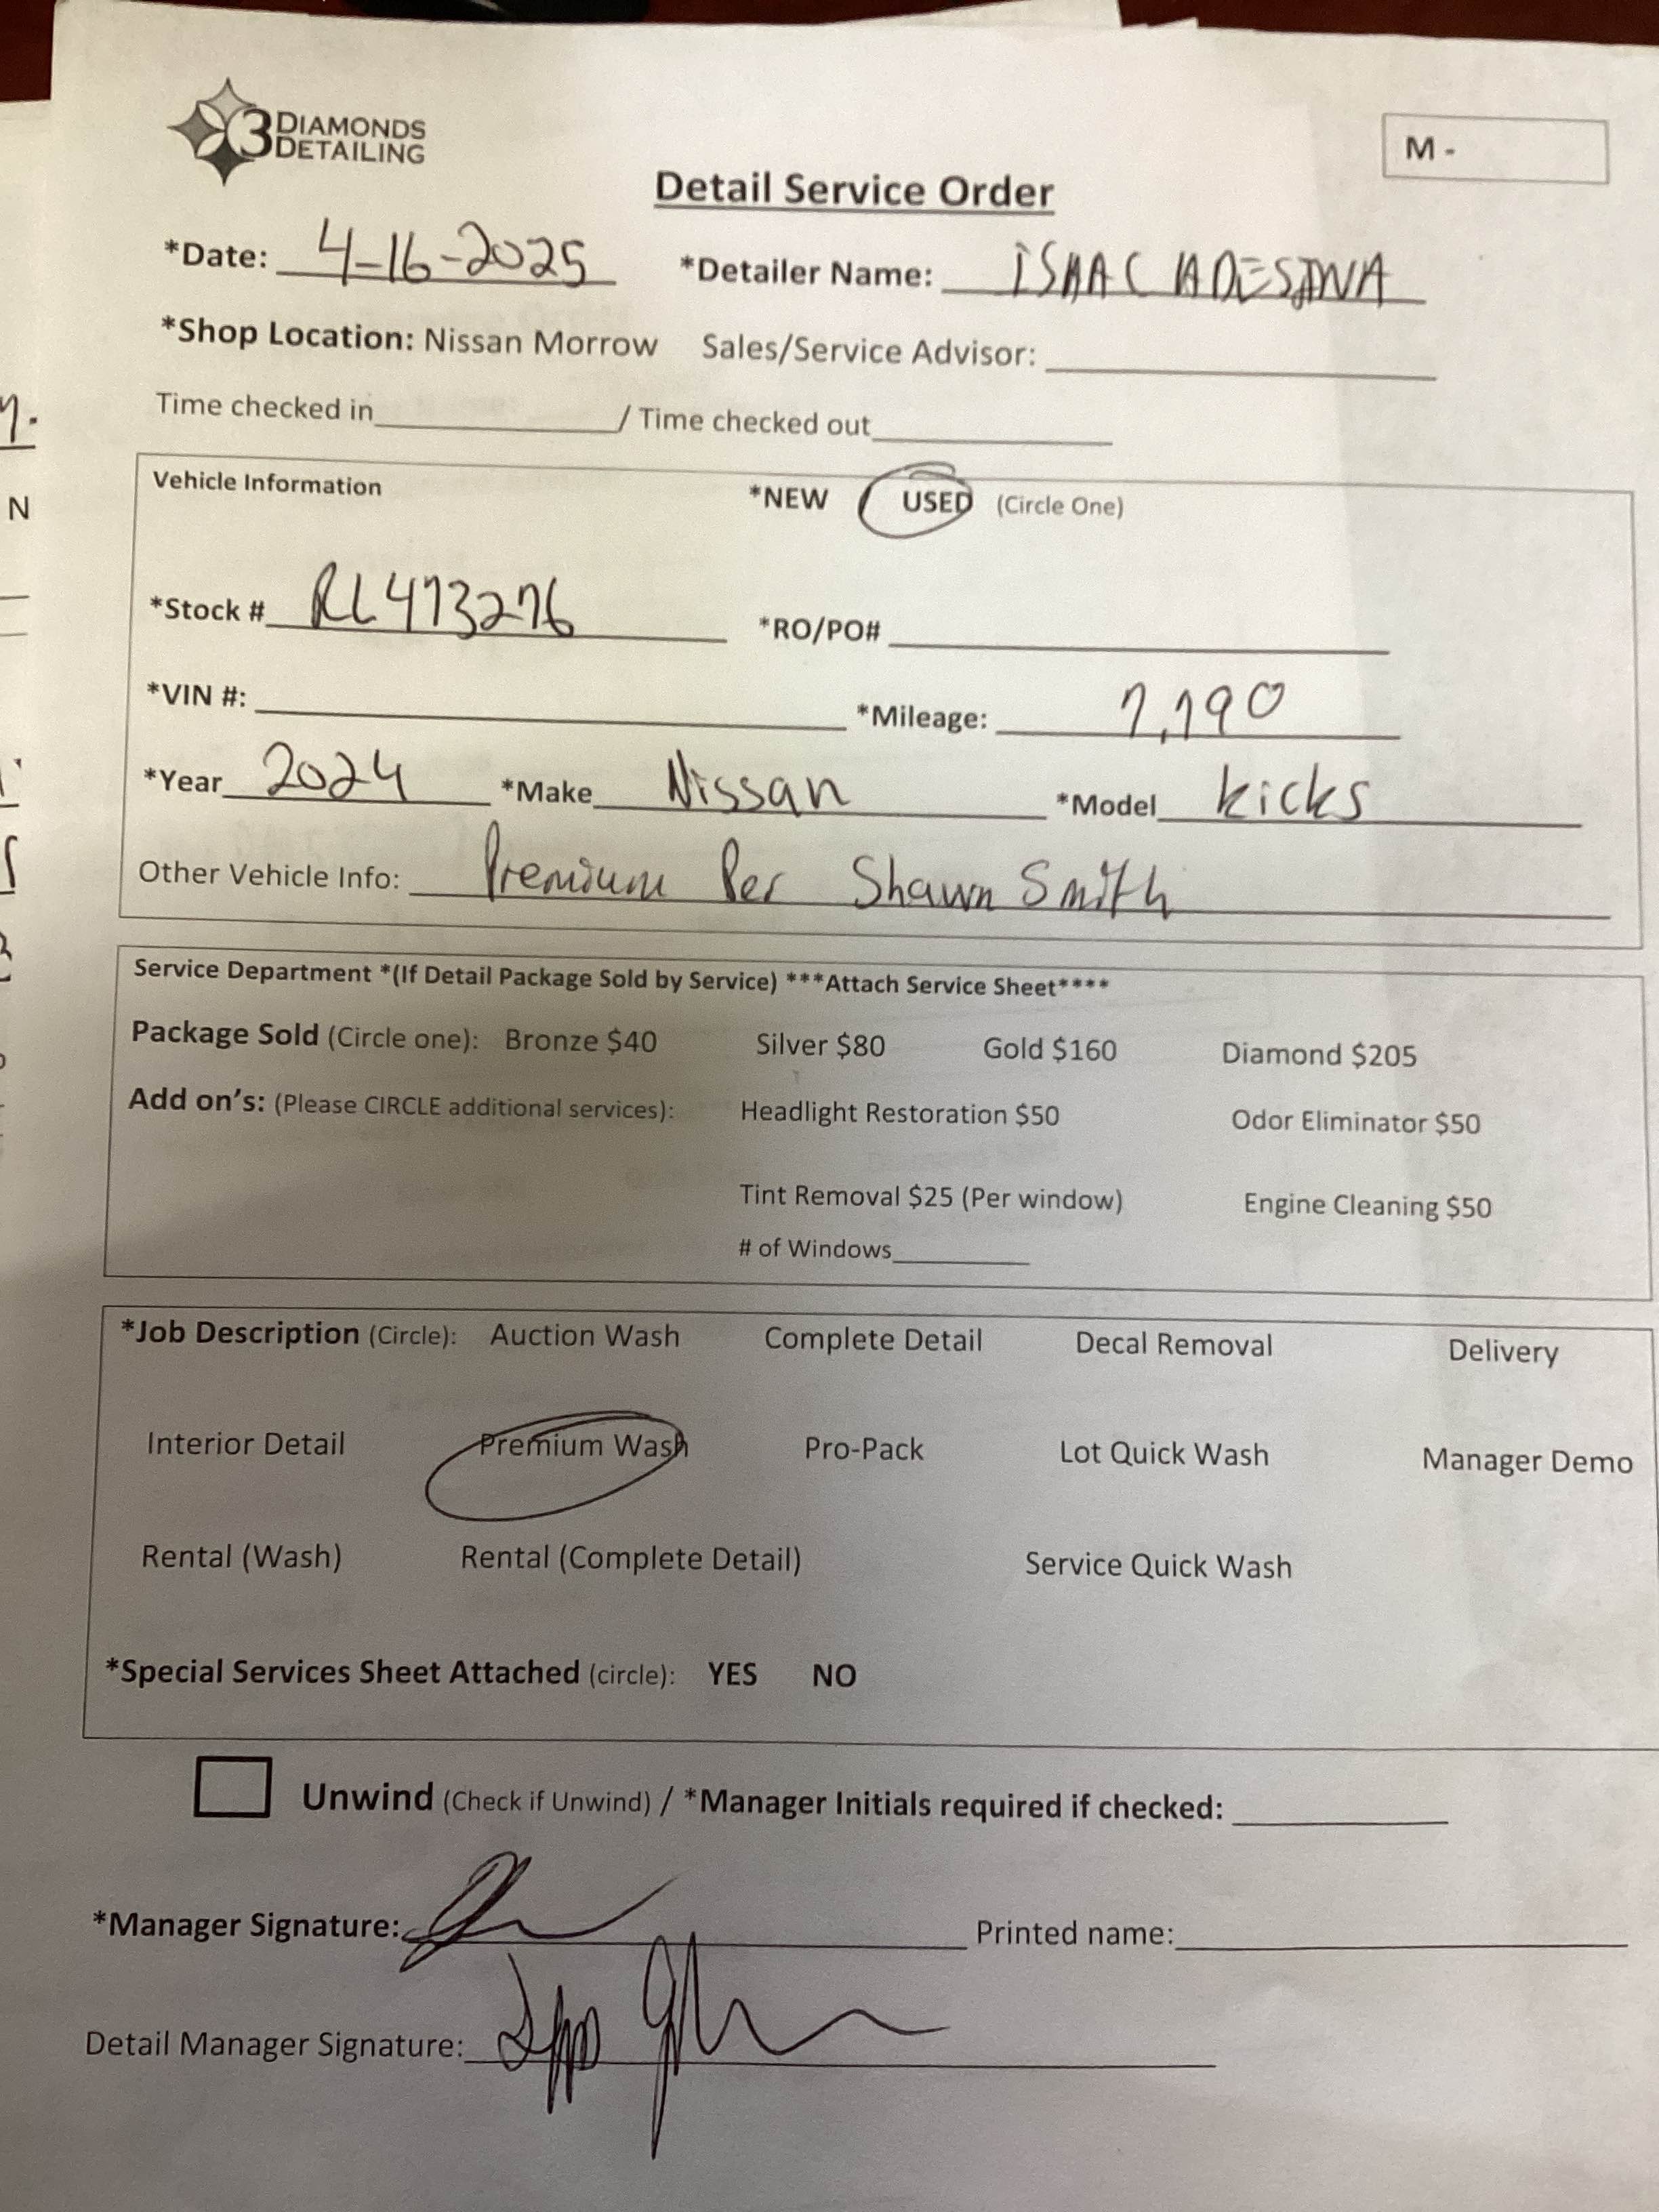 3 DIAMONDS
DETAILING
M -
Detail Service Order
*Date: 4-16-2025 *Detailer Name: ISAAC ADESINA
*Shop Location: Nissan Morrow Sales/Service Advisor:
Time checked in / Time checked out
Vehicle Information *NEW USED (Circle One)
*Stock # RL473276 *RO/PO#
*VIN #: *Mileage: 7,790
*Year 2024 *Make Nissan *Model Kicks
Other Vehicle Info: Premium Per Shawn Smith
Service Department *(If Detail Package Sold by Service) ***Attach Service Sheet****
Package Sold (Circle one): Bronze $40 Silver $80 Gold $160 Diamond $205
Add on's: (Please CIRCLE additional services): Headlight Restoration $50 Odor Eliminator $50
Tint Removal $25 (Per window) Engine Cleaning $50
# of Windows
*Job Description (Circle): Auction Wash Complete Detail Decal Removal Delivery
Interior Detail Premium Wash Pro-Pack Lot Quick Wash Manager Demo
Rental (Wash) Rental (Complete Detail) Service Quick Wash
*Special Services Sheet Attached (circle): YES NO
Unwind (Check if Unwind) / *Manager Initials required if checked:
*Manager Signature: Printed name:
Detail Manager Signature: